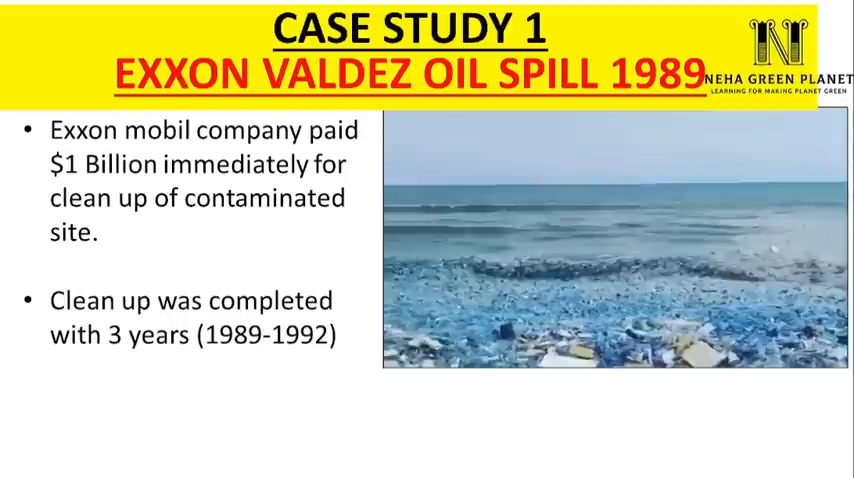 CASE STUDY 1
EXXON VALDEZ OIL SPILL 1989
NEHA GREEN PLANET
LEARNING FOR MAKING PLANET GREEN
• Exxon mobil company paid
$1 Billion immediately for
clean up of contaminated
site.
• Clean up was completed
with 3 years (1989-1992)